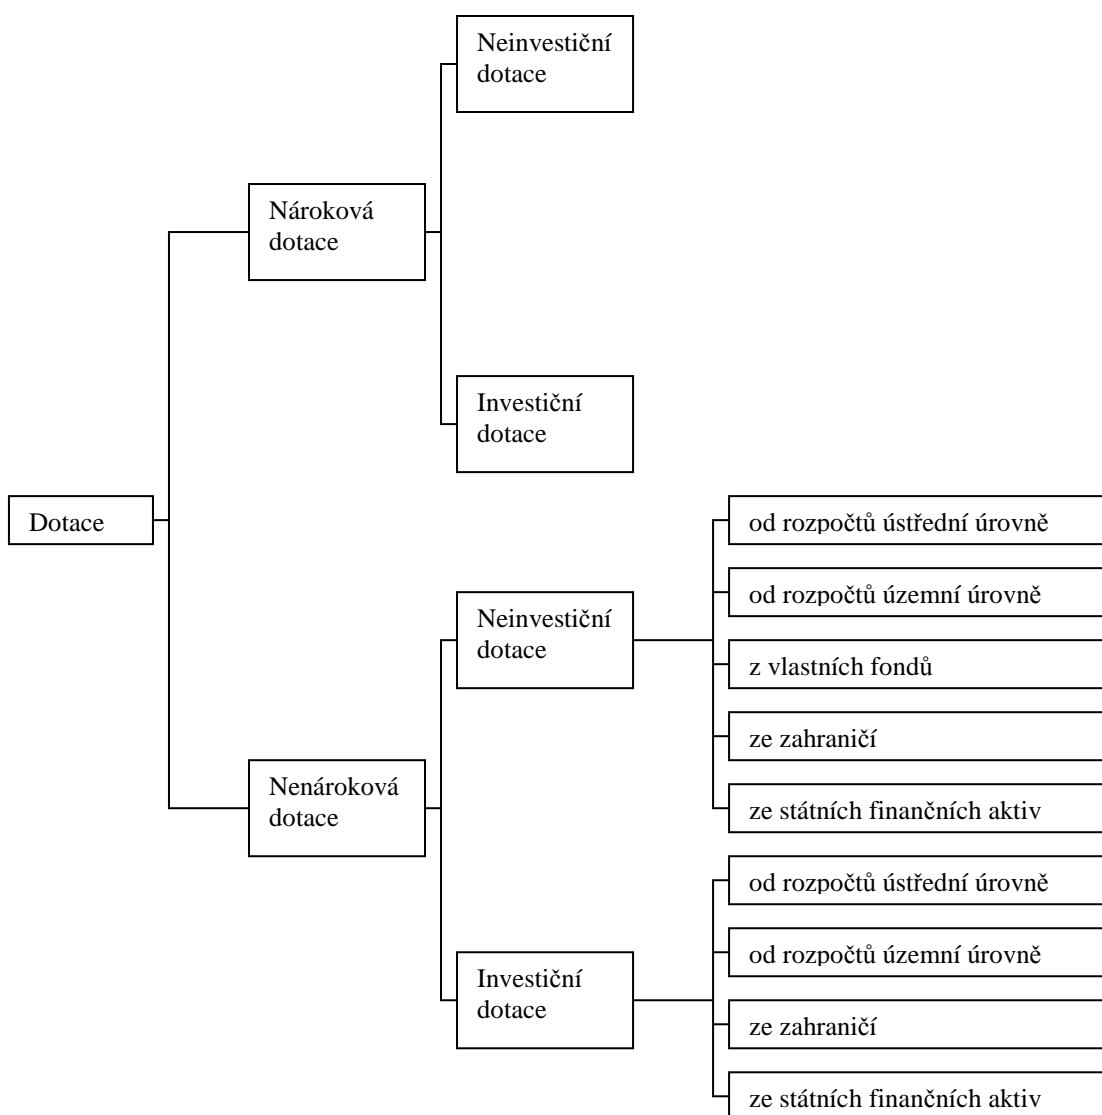 Neinvestiční
dotace
Nároková
dotace
Investiční
dotace
Dotace
od rozpočtů ústřední úrovně
od rozpočtů územní úrovně
Neinvestiční
dotace
z vlastních fondů
ze zahraničí
Nenároková
dotace
ze státních finančních aktiv
od rozpočtů ústřední úrovně
od rozpočtů územní úrovně
Investiční
dotace
ze zahraničí
ze státních finančních aktiv